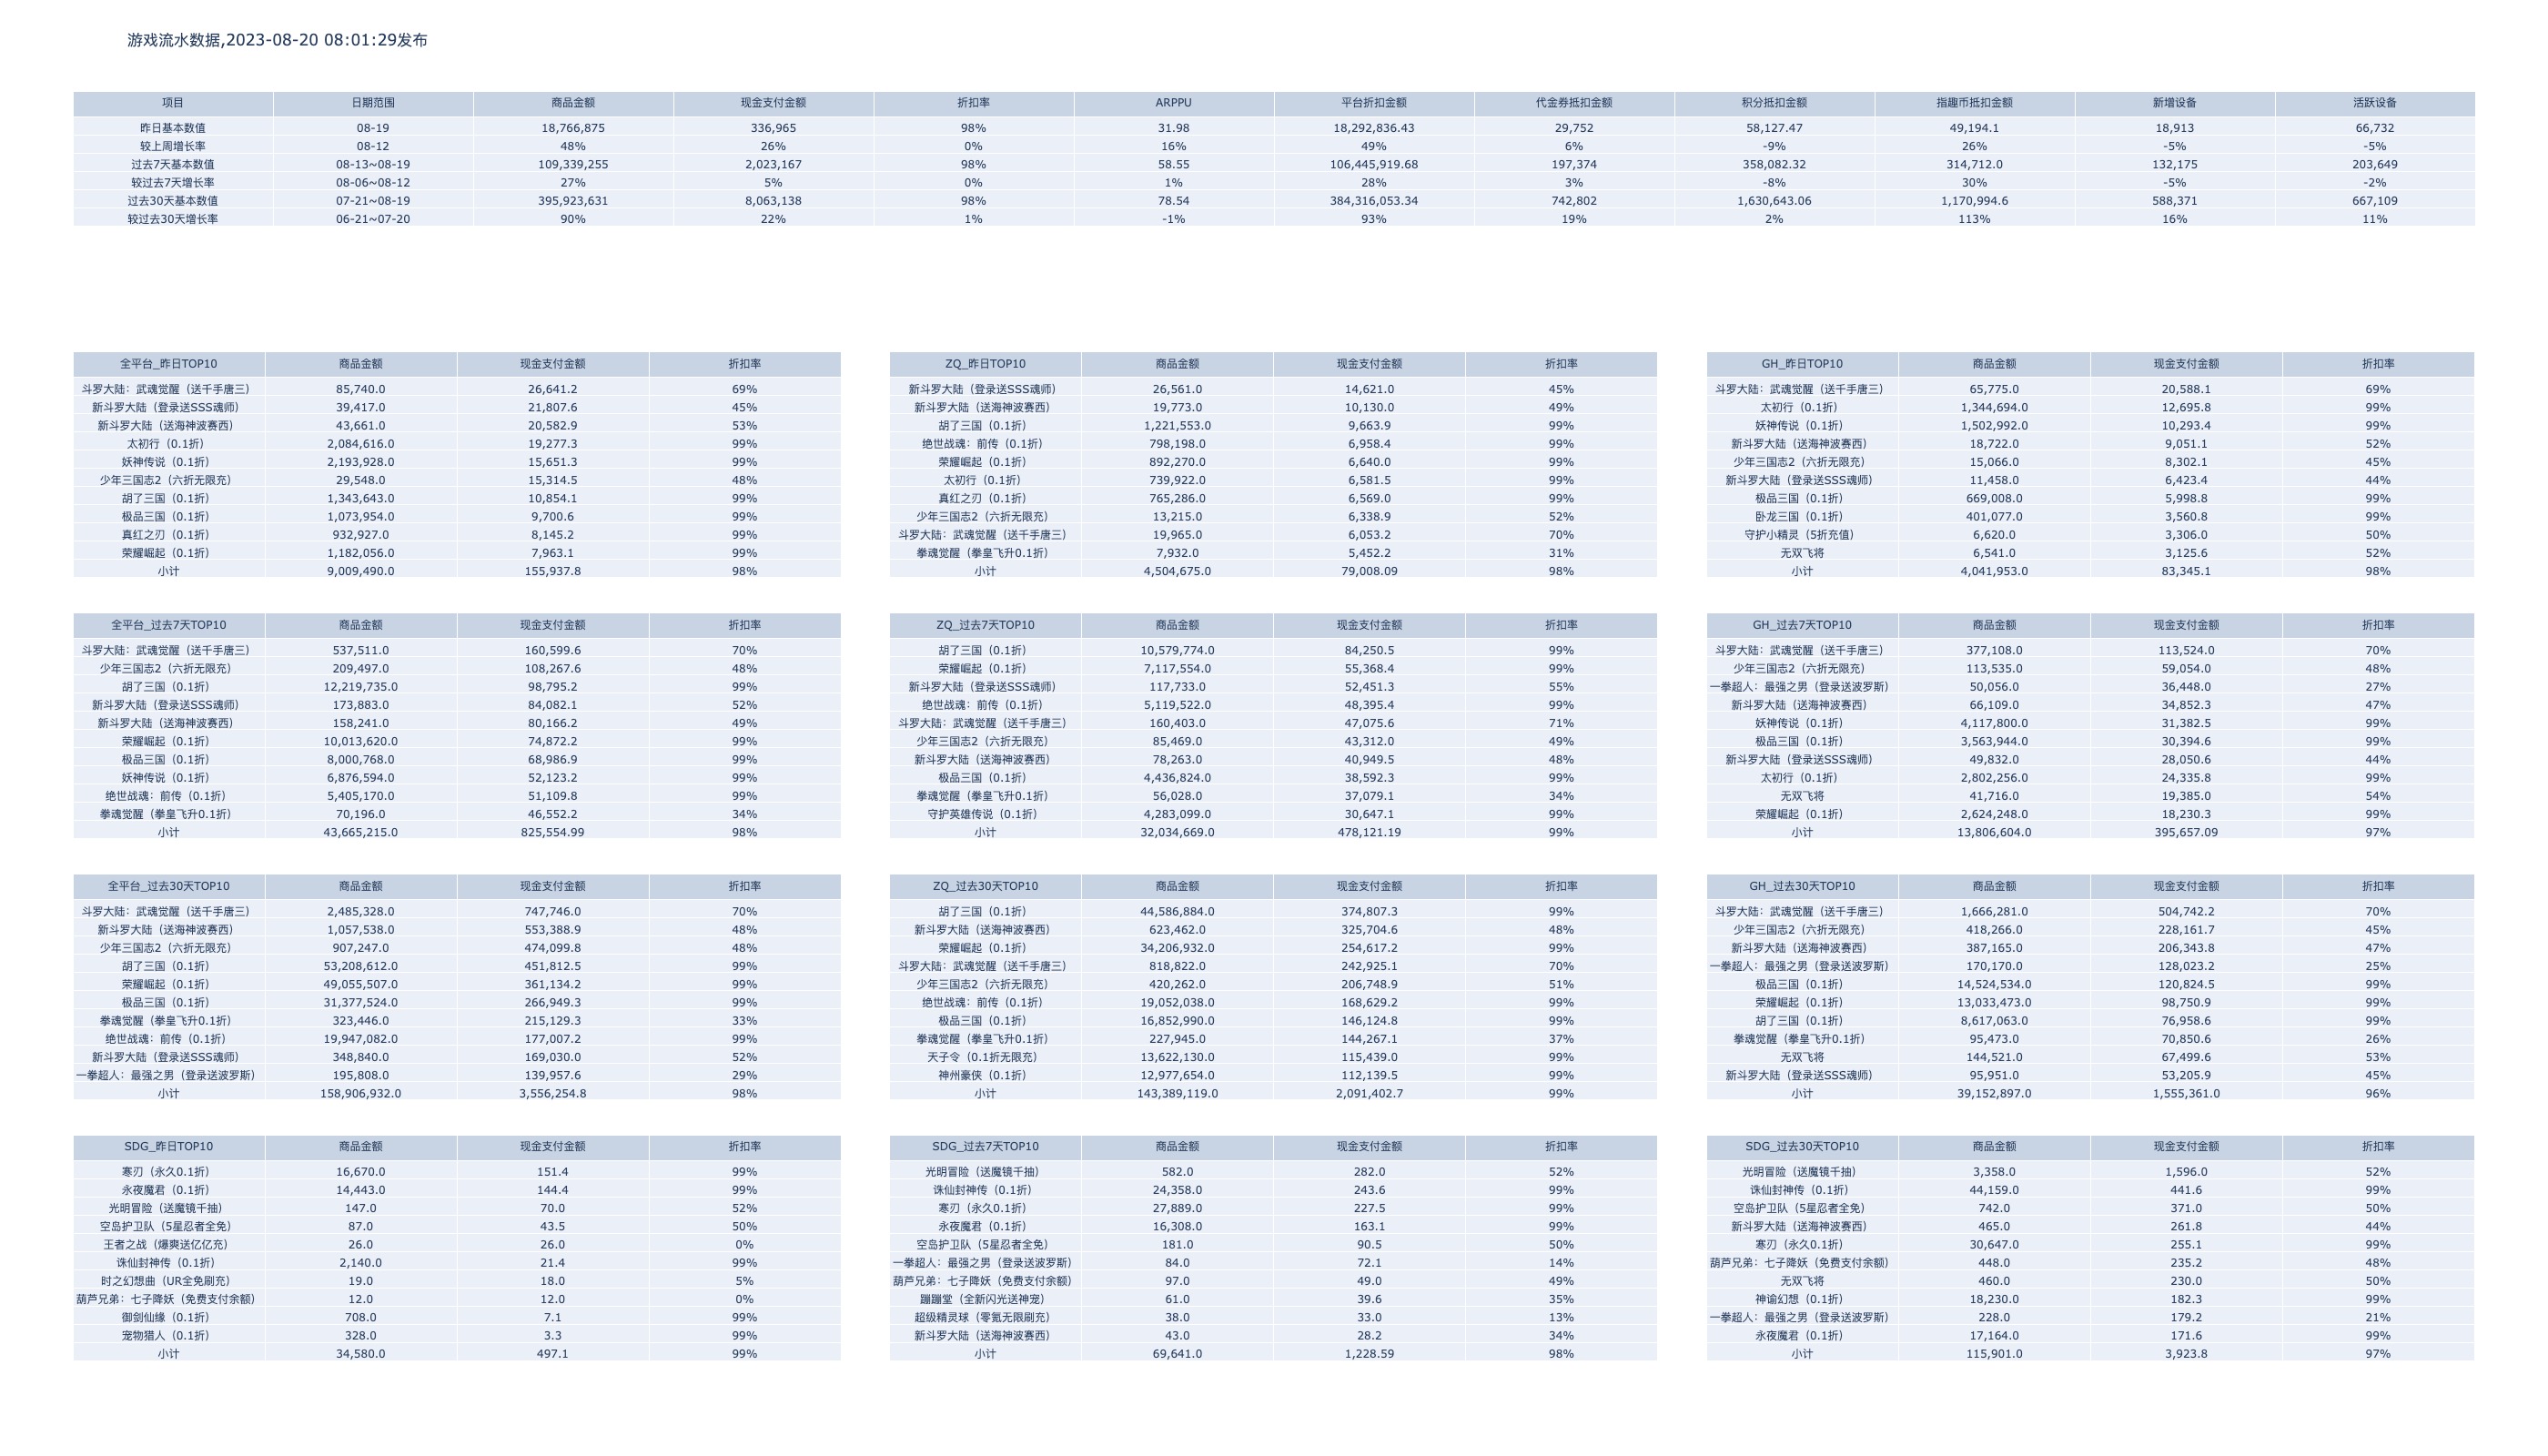 游戏流水数据,2023-08-20 08:01:29发布
项目 日期范围 商品金额 现金支付金额 折扣率 ARPPU 平台折扣金额 代金券抵扣金额 积分抵扣金额 指趣币抵扣金额 新增设备 活跃设备
昨日基本数值 08-19 18,766,875 336,965 98% 31.98 18,292,836.43 29,752 58,127.47 49,194.1 18,913 66,732
较上周增长率 08-12 48% 26% 0% 16% 49% 6% -9% 26% -5% -5%
过去7天基本数值 08-13~08-19 109,339,255 2,023,167 98% 58.55 106,445,919.68 197,374 358,082.32 314,712.0 132,175 203,649
较过去7天增长率 08-06~08-12 27% 5% 0% 1% 28% 3% -8% 30% -5% -2%
过去30天基本数值 07-21~08-19 395,923,631 8,063,138 98% 78.54 384,316,053.34 742,802 1,630,643.06 1,170,994.6 588,371 667,109
较过去30天增长率 06-21~07-20 90% 22% 1% -1% 93% 19% 2% 113% 16% 11%
全平台_昨日TOP10 商品金额 现金支付金额 折扣率
斗罗大陆：武魂觉醒（送千手唐三） 85,740.0 26,641.2 69%
新斗罗大陆（登录送SSS魂师） 39,417.0 21,807.6 45%
新斗罗大陆（送海神波赛西） 43,661.0 20,582.9 53%
太初行（0.1折） 2,084,616.0 19,277.3 99%
妖神传说（0.1折） 2,193,928.0 15,651.3 99%
少年三国志2（六折无限充） 29,548.0 15,314.5 48%
胡了三国（0.1折） 1,343,643.0 10,854.1 99%
极品三国（0.1折） 1,073,954.0 9,700.6 99%
真红之刃（0.1折） 932,927.0 8,145.2 99%
荣耀崛起（0.1折） 1,182,056.0 7,963.1 99%
小计 9,009,490.0 155,937.8 98%
ZQ_昨日TOP10 商品金额 现金支付金额 折扣率
新斗罗大陆（登录送SSS魂师） 26,561.0 14,621.0 45%
新斗罗大陆（送海神波赛西） 19,773.0 10,130.0 49%
胡了三国（0.1折） 1,221,553.0 9,663.9 99%
绝世战魂：前传（0.1折） 798,198.0 6,958.4 99%
荣耀崛起（0.1折） 892,270.0 6,640.0 99%
太初行（0.1折） 739,922.0 6,581.5 99%
真红之刃（0.1折） 765,286.0 6,569.0 99%
少年三国志2（六折无限充） 13,215.0 6,338.9 52%
斗罗大陆：武魂觉醒（送千手唐三） 19,965.0 6,053.2 70%
拳魂觉醒（拳皇飞升0.1折） 7,932.0 5,452.2 31%
小计 4,504,675.0 79,008.09 98%
GH_昨日TOP10 商品金额 现金支付金额 折扣率
斗罗大陆：武魂觉醒（送千手唐三） 65,775.0 20,588.1 69%
太初行（0.1折） 1,344,694.0 12,695.8 99%
妖神传说（0.1折） 1,502,992.0 10,293.4 99%
新斗罗大陆（送海神波赛西） 18,722.0 9,051.1 52%
少年三国志2（六折无限充） 15,066.0 8,302.1 45%
新斗罗大陆（登录送SSS魂师） 11,458.0 6,423.4 44%
极品三国（0.1折） 669,008.0 5,998.8 99%
卧龙三国（0.1折） 401,077.0 3,560.8 99%
守护小精灵（5折充值） 6,620.0 3,306.0 50%
无双飞将 6,541.0 3,125.6 52%
小计 4,041,953.0 83,345.1 98%
全平台_过去7天TOP10 商品金额 现金支付金额 折扣率
斗罗大陆：武魂觉醒（送千手唐三） 537,511.0 160,599.6 70%
少年三国志2（六折无限充） 209,497.0 108,267.6 48%
胡了三国（0.1折） 12,219,735.0 98,795.2 99%
新斗罗大陆（登录送SSS魂师） 173,883.0 84,082.1 52%
新斗罗大陆（送海神波赛西） 158,241.0 80,166.2 49%
荣耀崛起（0.1折） 10,013,620.0 74,872.2 99%
极品三国（0.1折） 8,000,768.0 68,986.9 99%
妖神传说（0.1折） 6,876,594.0 52,123.2 99%
绝世战魂：前传（0.1折） 5,405,170.0 51,109.8 99%
拳魂觉醒（拳皇飞升0.1折） 70,196.0 46,552.2 34%
小计 43,665,215.0 825,554.99 98%
ZQ_过去7天TOP10 商品金额 现金支付金额 折扣率
胡了三国（0.1折） 10,579,774.0 84,250.5 99%
荣耀崛起（0.1折） 7,117,554.0 55,368.4 99%
新斗罗大陆（登录送SSS魂师） 117,733.0 52,451.3 55%
绝世战魂：前传（0.1折） 5,119,522.0 48,395.4 99%
斗罗大陆：武魂觉醒（送千手唐三） 160,403.0 47,075.6 71%
少年三国志2（六折无限充） 85,469.0 43,312.0 49%
新斗罗大陆（送海神波赛西） 78,263.0 40,949.5 48%
极品三国（0.1折） 4,436,824.0 38,592.3 99%
拳魂觉醒（拳皇飞升0.1折） 56,028.0 37,079.1 34%
守护英雄传说（0.1折） 4,283,099.0 30,647.1 99%
小计 32,034,669.0 478,121.19 99%
GH_过去7天TOP10 商品金额 现金支付金额 折扣率
斗罗大陆：武魂觉醒（送千手唐三） 377,108.0 113,524.0 70%
少年三国志2（六折无限充） 113,535.0 59,054.0 48%
一拳超人：最强之男（登录送波罗斯） 50,056.0 36,448.0 27%
新斗罗大陆（送海神波赛西） 66,109.0 34,852.3 47%
妖神传说（0.1折） 4,117,800.0 31,382.5 99%
极品三国（0.1折） 3,563,944.0 30,394.6 99%
新斗罗大陆（登录送SSS魂师） 49,832.0 28,050.6 44%
太初行（0.1折） 2,802,256.0 24,335.8 99%
无双飞将 41,716.0 19,385.0 54%
荣耀崛起（0.1折） 2,624,248.0 18,230.3 99%
小计 13,806,604.0 395,657.09 97%
全平台_过去30天TOP10 商品金额 现金支付金额 折扣率
斗罗大陆：武魂觉醒（送千手唐三） 2,485,328.0 747,746.0 70%
新斗罗大陆（送海神波赛西） 1,057,538.0 553,388.9 48%
少年三国志2（六折无限充） 907,247.0 474,099.8 48%
胡了三国（0.1折） 53,208,612.0 451,812.5 99%
荣耀崛起（0.1折） 49,055,507.0 361,134.2 99%
极品三国（0.1折） 31,377,524.0 266,949.3 99%
拳魂觉醒（拳皇飞升0.1折） 323,446.0 215,129.3 33%
绝世战魂：前传（0.1折） 19,947,082.0 177,007.2 99%
新斗罗大陆（登录送SSS魂师） 348,840.0 169,030.0 52%
一拳超人：最强之男（登录送波罗斯） 195,808.0 139,957.6 29%
小计 158,906,932.0 3,556,254.8 98%
ZQ_过去30天TOP10 商品金额 现金支付金额 折扣率
胡了三国（0.1折） 44,586,884.0 374,807.3 99%
新斗罗大陆（送海神波赛西） 623,462.0 325,704.6 48%
荣耀崛起（0.1折） 34,206,932.0 254,617.2 99%
斗罗大陆：武魂觉醒（送千手唐三） 818,822.0 242,925.1 70%
少年三国志2（六折无限充） 420,262.0 206,748.9 51%
绝世战魂：前传（0.1折） 19,052,038.0 168,629.2 99%
极品三国（0.1折） 16,852,990.0 146,124.8 99%
拳魂觉醒（拳皇飞升0.1折） 227,945.0 144,267.1 37%
天子令（0.1折无限充） 13,622,130.0 115,439.0 99%
神州豪侠（0.1折） 12,977,654.0 112,139.5 99%
小计 143,389,119.0 2,091,402.7 99%
GH_过去30天TOP10 商品金额 现金支付金额 折扣率
斗罗大陆：武魂觉醒（送千手唐三） 1,666,281.0 504,742.2 70%
少年三国志2（六折无限充） 418,266.0 228,161.7 45%
新斗罗大陆（送海神波赛西） 387,165.0 206,343.8 47%
一拳超人：最强之男（登录送波罗斯） 170,170.0 128,023.2 25%
极品三国（0.1折） 14,524,534.0 120,824.5 99%
荣耀崛起（0.1折） 13,033,473.0 98,750.9 99%
胡了三国（0.1折） 8,617,063.0 76,958.6 99%
拳魂觉醒（拳皇飞升0.1折） 95,473.0 70,850.6 26%
无双飞将 144,521.0 67,499.6 53%
新斗罗大陆（登录送SSS魂师） 95,951.0 53,205.9 45%
小计 39,152,897.0 1,555,361.0 96%
SDG_昨日TOP10 商品金额 现金支付金额 折扣率
寒刃（永久0.1折） 16,670.0 151.4 99%
永夜魔君（0.1折） 14,443.0 144.4 99%
光明冒险（送魔镜千抽） 147.0 70.0 52%
空岛护卫队（5星忍者全免） 87.0 43.5 50%
王者之战（爆爽送亿亿充） 26.0 26.0 0%
诛仙封神传（0.1折） 2,140.0 21.4 99%
时之幻想曲（UR全免刷充） 19.0 18.0 5%
葫芦兄弟：七子降妖（免费支付余额） 12.0 12.0 0%
御剑仙缘（0.1折） 708.0 7.1 99%
宠物猎人（0.1折） 328.0 3.3 99%
小计 34,580.0 497.1 99%
SDG_过去7天TOP10 商品金额 现金支付金额 折扣率
光明冒险（送魔镜千抽） 582.0 282.0 52%
诛仙封神传（0.1折） 24,358.0 243.6 99%
寒刃（永久0.1折） 27,889.0 227.5 99%
永夜魔君（0.1折） 16,308.0 163.1 99%
空岛护卫队（5星忍者全免） 181.0 90.5 50%
一拳超人：最强之男（登录送波罗斯） 84.0 72.1 14%
葫芦兄弟：七子降妖（免费支付余额） 97.0 49.0 49%
蹦蹦堂（全新闪光送神宠） 61.0 39.6 35%
超级精灵球（零氪无限刷充） 38.0 33.0 13%
新斗罗大陆（送海神波赛西） 43.0 28.2 34%
小计 69,641.0 1,228.59 98%
SDG_过去30天TOP10 商品金额 现金支付金额 折扣率
光明冒险（送魔镜千抽） 3,358.0 1,596.0 52%
诛仙封神传（0.1折） 44,159.0 441.6 99%
空岛护卫队（5星忍者全免） 742.0 371.0 50%
新斗罗大陆（送海神波赛西） 465.0 261.8 44%
寒刃（永久0.1折） 30,647.0 255.1 99%
葫芦兄弟：七子降妖（免费支付余额） 448.0 235.2 48%
无双飞将 460.0 230.0 50%
神谕幻想（0.1折） 18,230.0 182.3 99%
一拳超人：最强之男（登录送波罗斯） 228.0 179.2 21%
永夜魔君（0.1折） 17,164.0 171.6 99%
小计 115,901.0 3,923.8 97%